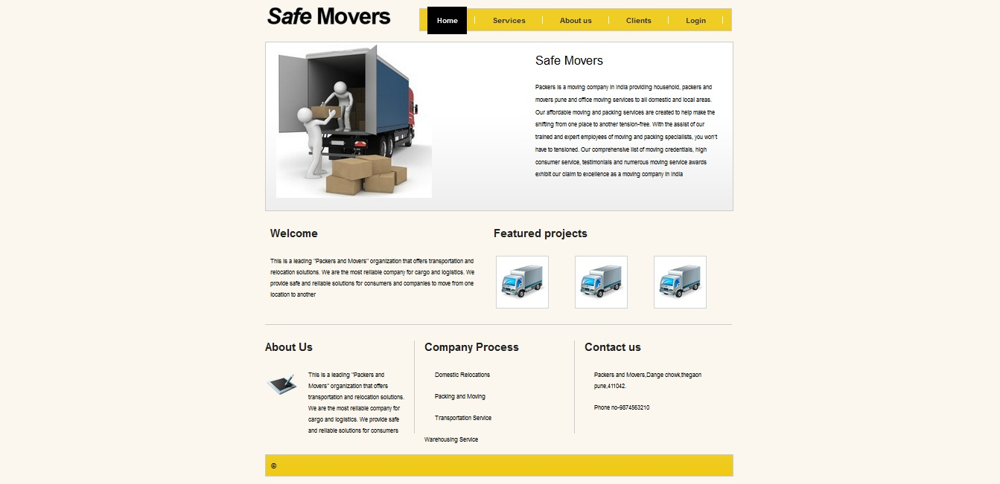 Safe Movers
Home
Services
About us
Clients
Login
Safe Movers
Packers is a moving company in india providing household, packers and
movers pune and office moving services to all domestic and local areas.
Our affordable moving and packing services are created to help make the
shifting from one place to another tension-free. With the assist of our
trained and expert employees of moving and packing specialists, you won't
have to tensioned. Our comprehensive list of moving credentials, high
consumer service, testimonials and numerous moving service awards
exhibit our claim to excellence as a moving company in india
Welcome
This is a leading "Packers and Movers" organization that offers transportation and
relocation solutions. We are the most reliable company for cargo and logistics. We
provide safe and reliable solutions for consumers and companies to move from one
location to another
Featured projects
About Us
This is a leading "Packers and
Movers" organization that offers
transportation and relocation solutions.
We are the most reliable company for
cargo and logistics. We provide safe
and reliable solutions for consumers
Company Process
Domestic Relocations
Packing and Moving
Transportation Service
Warehousing Service
Contact us
Packers and Movers,Dange chowk,thegaon
pune,411042.
Phone no-9874563210
©